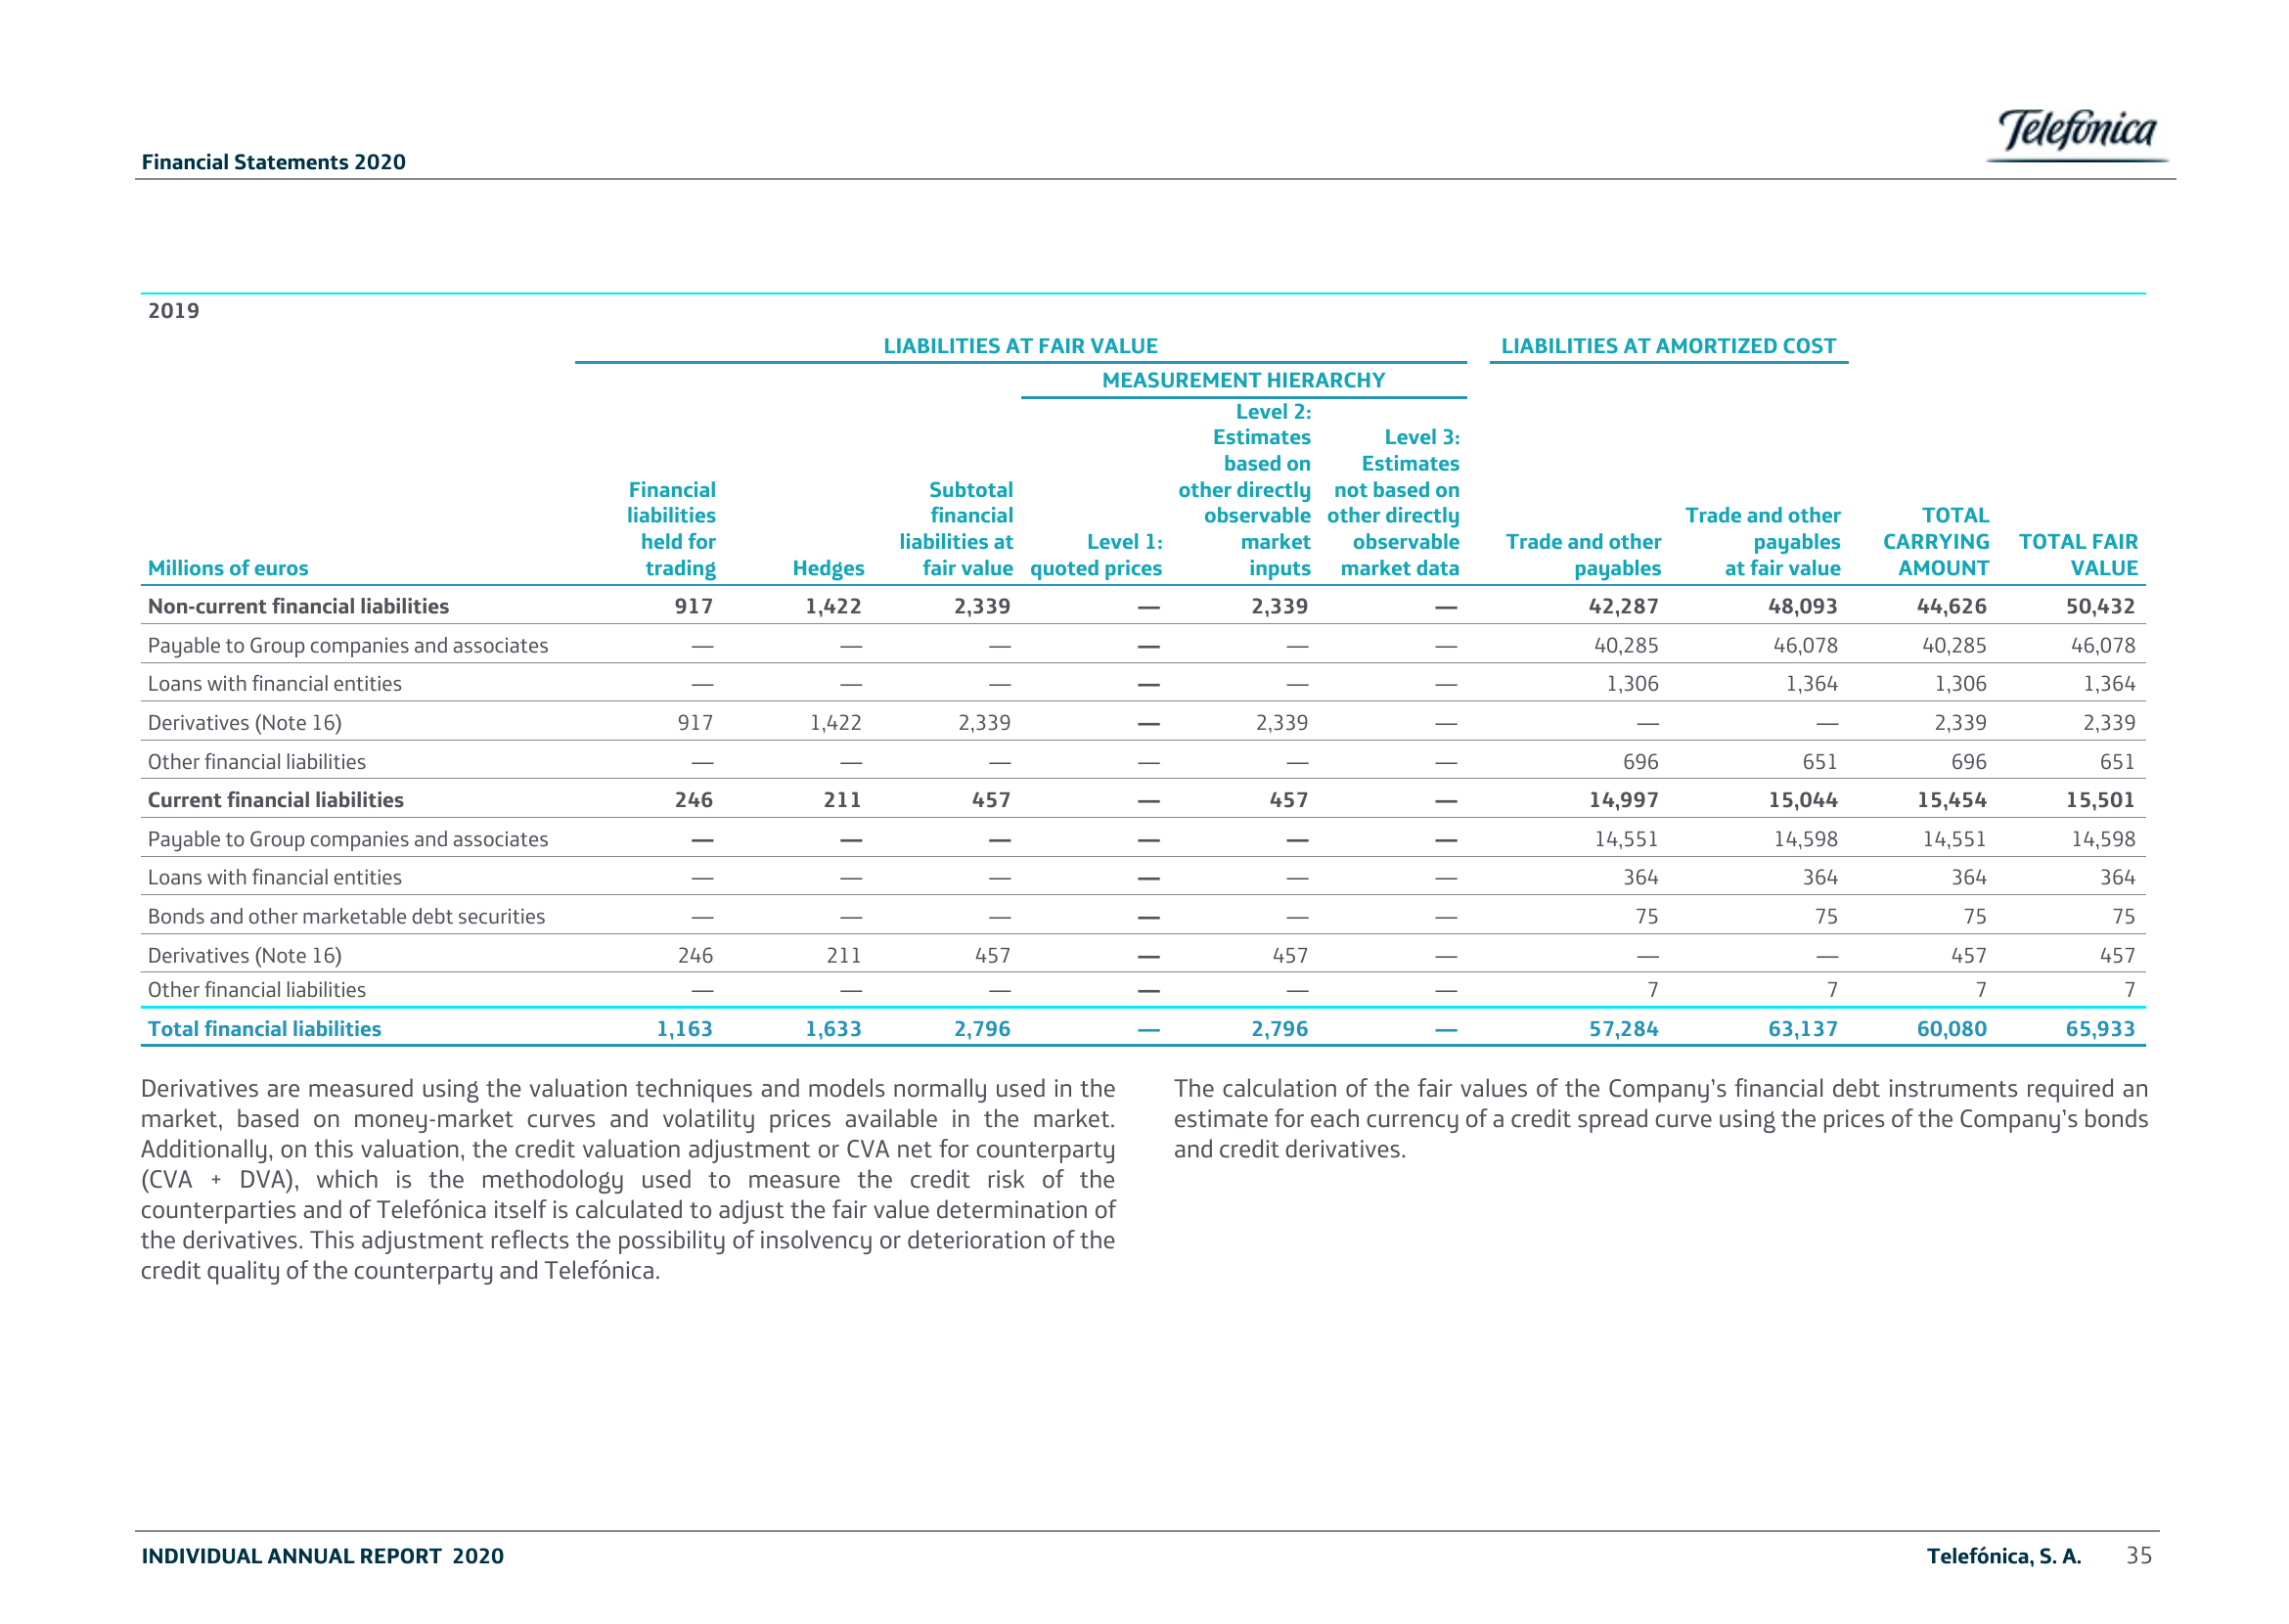 Telefónica
Financial Statements 2020
2019
LIABILITIES AT FAIR VALUE LIABILITIES AT AMORTIZED COST
MEASUREMENT HIERARCHY
Millions of euros
Financial
liabilities
held for
trading
Hedges
Subtotal
financial
liabilities at
fair value
Level 1:
quoted prices
Level 2:
Estimates
based on
other directly
observable
market
inputs
Level 3:
Estimates
not based on
other directly
observable
market data
Trade and other
payables
Trade and other
payables
at fair value
TOTAL
CARRYING
AMOUNT
TOTAL FAIR
VALUE
Non-current financial liabilities 917 1,422 2,339 — 2,339 — 42,287 48,093 44,626 50,432
Payable to Group companies and associates — — — — — — 40,285 46,078 40,285 46,078
Loans with financial entities — — — — — — 1,306 1,364 1,306 1,364
Derivatives (Note 16) 917 1,422 2,339 — 2,339 — — — 2,339 2,339
Other financial liabilities — — — — — — 696 651 696 651
Current financial liabilities 246 211 457 — 457 — 14,997 15,044 15,454 15,501
Payable to Group companies and associates — — — — — — 14,551 14,598 14,551 14,598
Loans with financial entities — — — — — — 364 364 364 364
Bonds and other marketable debt securities — — — — — — 75 75 75 75
Derivatives (Note 16) 246 211 457 — 457 — — — 457 457
Other financial liabilities — — — — — — 7 7 7 7
Total financial liabilities 1,163 1,633 2,796 — 2,796 — 57,284 63,137 60,080 65,933
Derivatives are measured using the valuation techniques and models normally used in the
market, based on money-market curves and volatility prices available in the market.
Additionally, on this valuation, the credit valuation adjustment or CVA net for counterparty
(CVA + DVA), which is the methodology used to measure the credit risk of the
counterparties and of Telefónica itself is calculated to adjust the fair value determination of
the derivatives. This adjustment reflects the possibility of insolvency or deterioration of the
credit quality of the counterparty and Telefónica.
The calculation of the fair values of the Company’s financial debt instruments required an
estimate for each currency of a credit spread curve using the prices of the Company’s bonds
and credit derivatives.
INDIVIDUAL ANNUAL REPORT 2020 Telefónica, S. A. 35